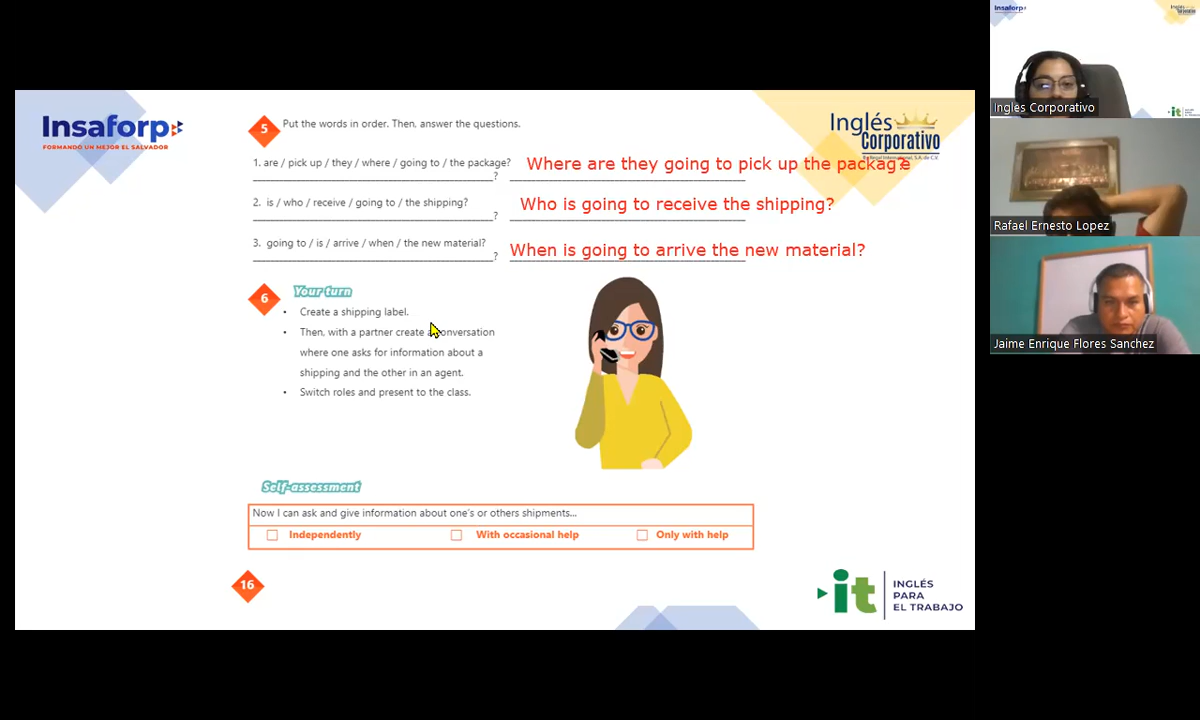 Insaforp
FORMANDO UN MEJOR EL SALVADOR
Inglés
Corporativo
5 Put the words in order. Then, answer the questions.
1. are / pick up / they / where / going to / the package?
Where are they going to pick up the package?
?
2. is / who / receive / going to / the shipping?
Who is going to receive the shipping?
?
3. going to / is / arrive / when / the new material?
When is going to arrive the new material?
?
6 Your turn
• Create a shipping label.
• Then, with a partner create a conversation
where one asks for information about a
shipping and the other in an agent.
• Switch roles and present to the class.
Self-assessment
Now I can ask and give information about one's or others shipments...
Independently
With occasional help
Only with help
16
it
INGLÉS
PARA
EL TRABAJO
Insaforp
Ingles Corporativo
it
Rafael Ernesto Lopez
Jaime Enrique Flores Sanchez